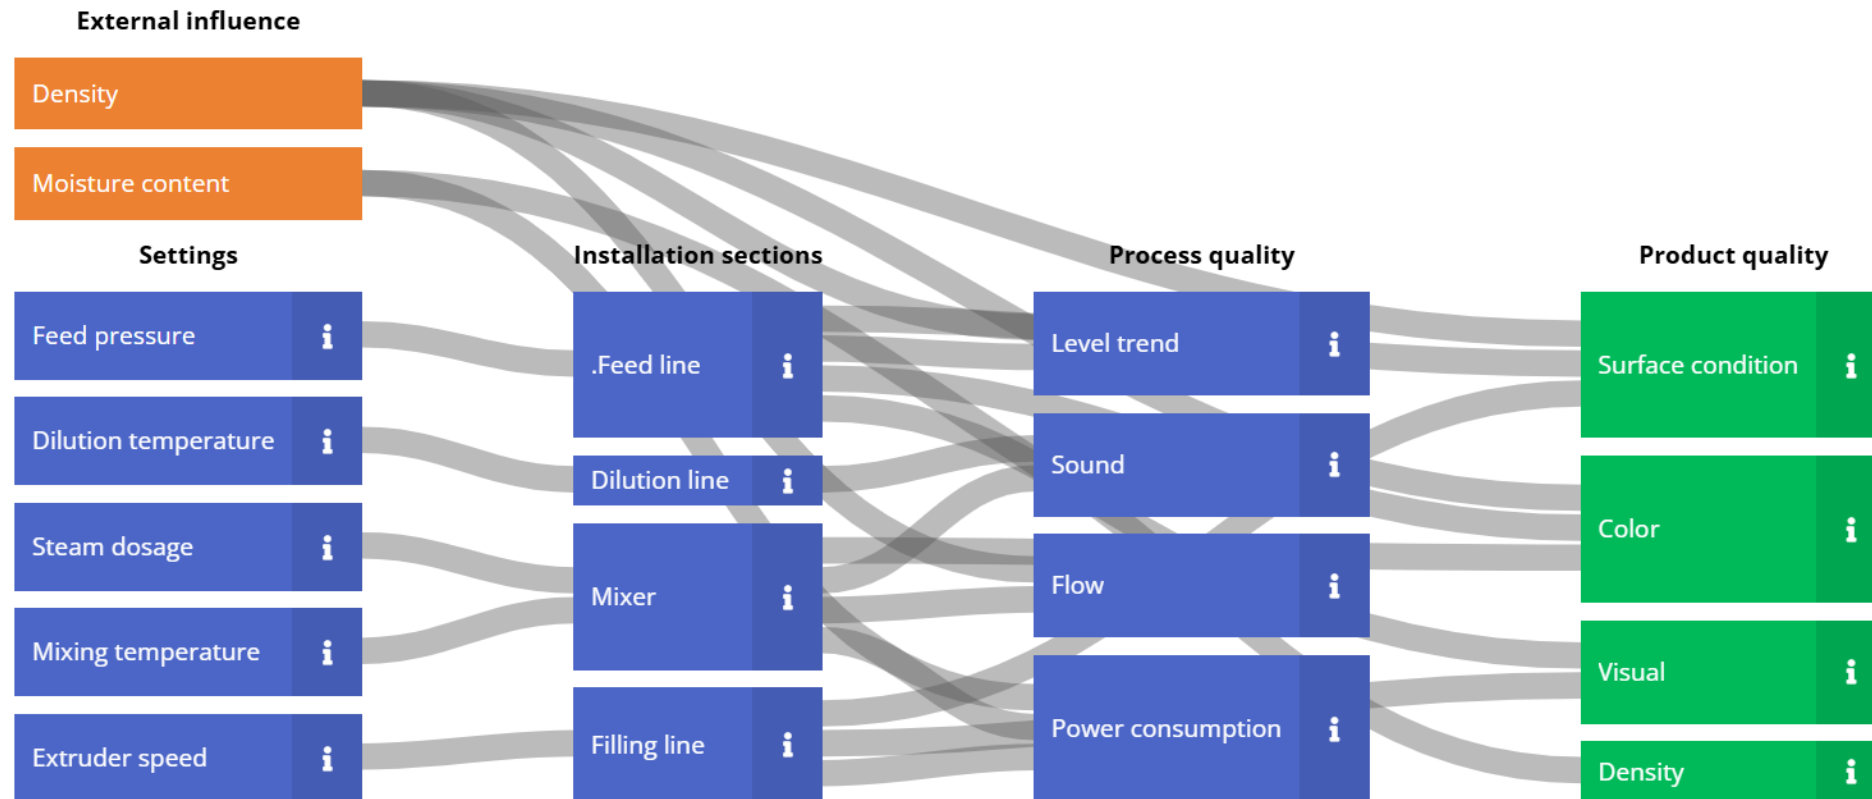 External influence
Density
Moisture content
Settings
Installation sections
Process quality
Product quality
Feed pressure
Dilution temperature
Steam dosage
Mixing temperature
Extruder speed
.Feed line
Dilution line
Mixer
Filling line
Level trend
Sound
Flow
Power consumption
Surface condition
Color
Visual
Density